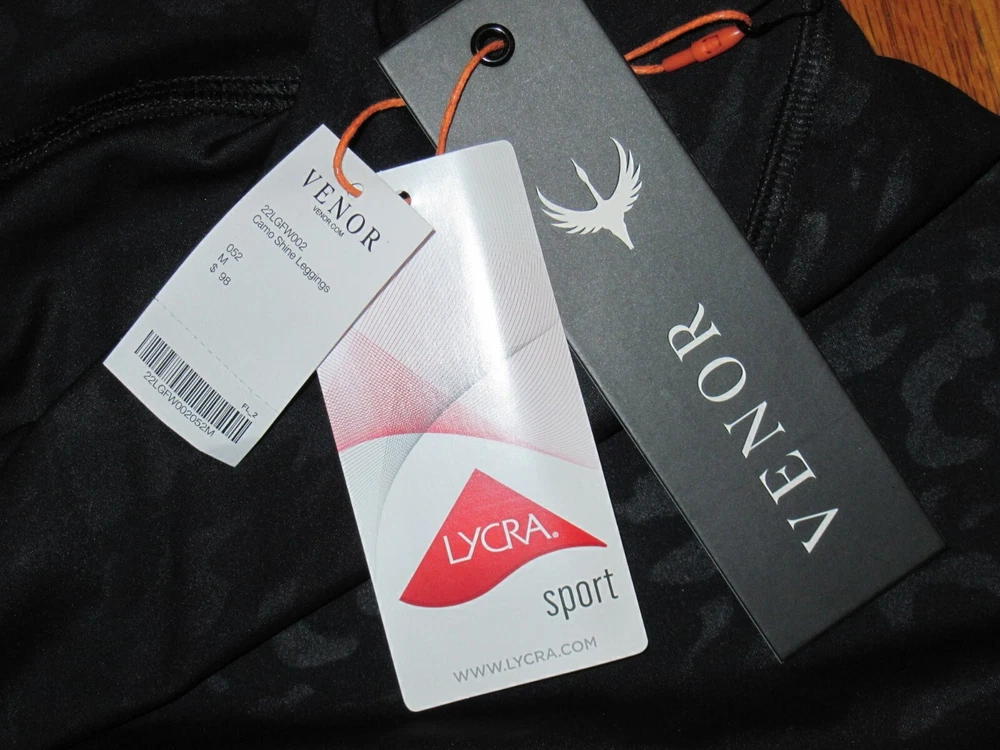 VENOR
VENOR.COM
22LGFW002
Camo Shine Leggings
052
M
$ 98
FL_2
22LGFW002052M
LYCRA®
sport
WWW.LYCRA.COM
VENOR